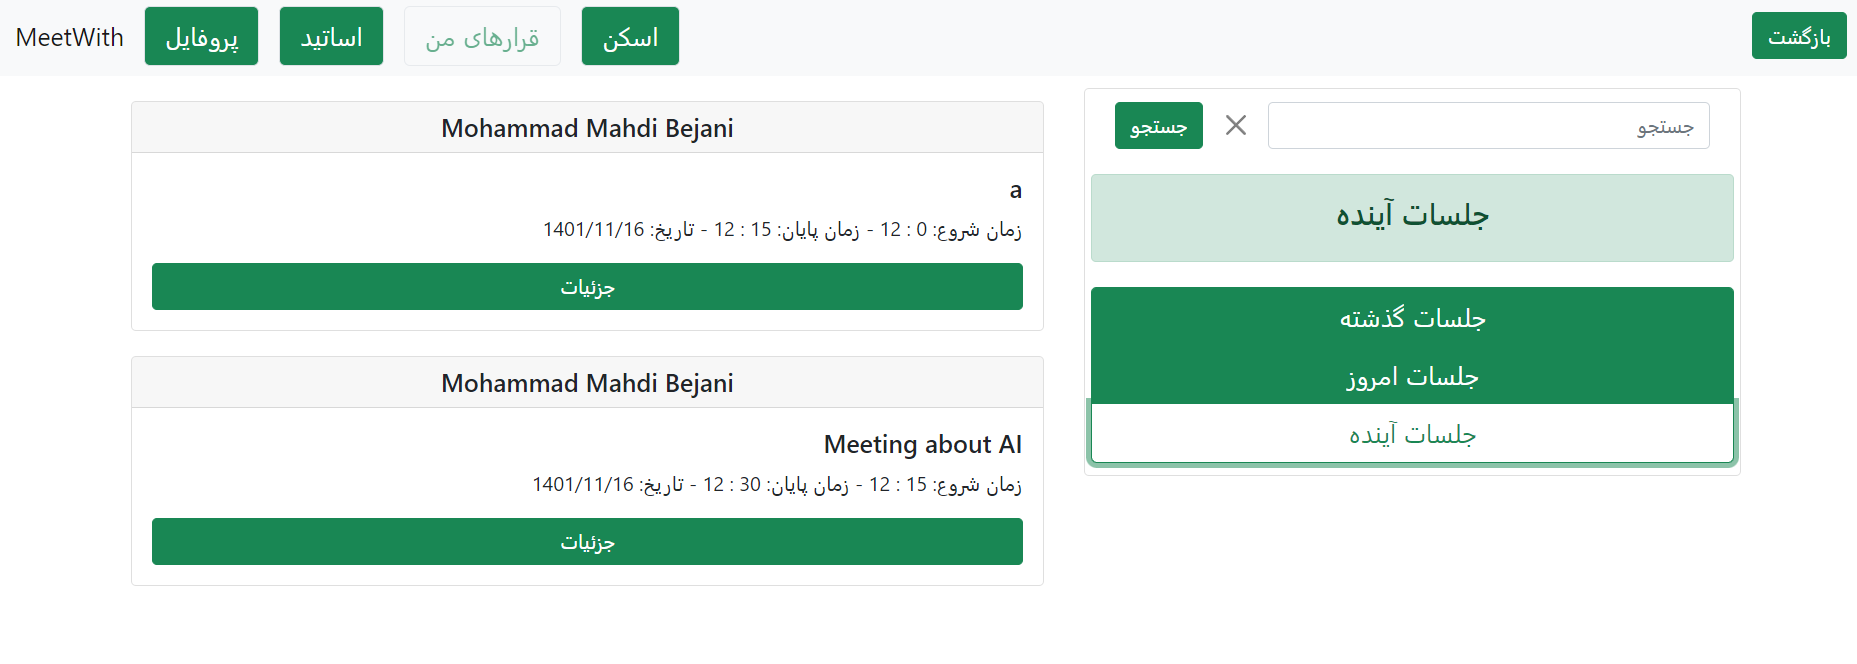 MeetWith
پروفایل
اساتید
قرارهای من
اسکن
بازگشت
جستجو
جستجو
جلسات آینده
جلسات گذشته
جلسات امروز
جلسات آینده
Mohammad Mahdi Bejani
a
زمان شروع: 0 : 12 - زمان پایان: 15 : 12 - تاریخ: 1401/11/16
جزئیات
Mohammad Mahdi Bejani
Meeting about AI
زمان شروع: 15 : 12 - زمان پایان: 30 : 12 - تاریخ: 1401/11/16
جزئیات